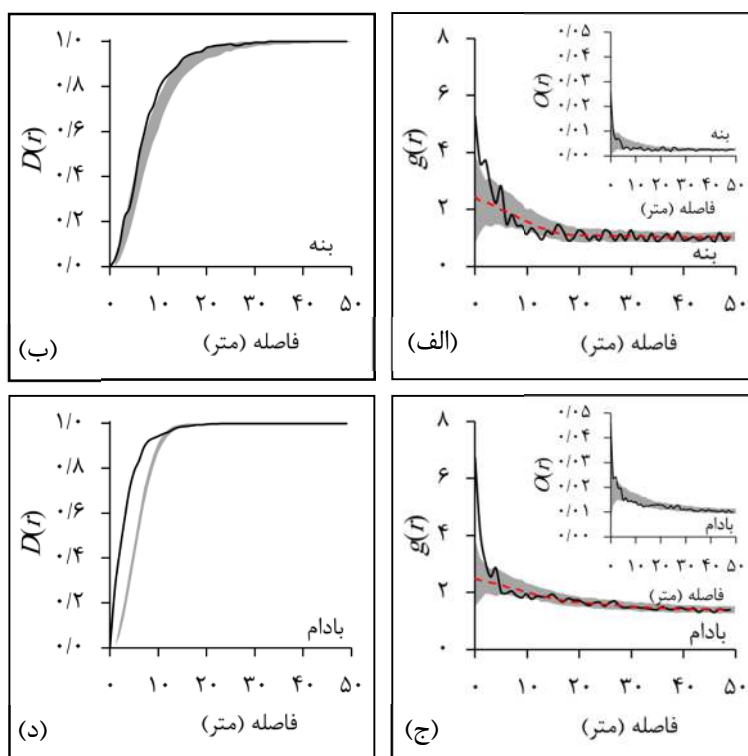 ۸
۶
۴
۲
۰
g(r)
۰/۰۵
۰/۰۴
۰/۰۳
۰/۰۲
۰/۰۱
۰/۰۰
O(r)
بنه
۰ ۱۰ ۲۰ ۳۰ ۴۰ ۵۰
فاصله (متر)
بنه
۰ ۱۰ ۲۰ ۳۰ ۴۰ ۵۰
فاصله (متر)
(الف)
۱/۰
۰/۸
۰/۶
۰/۴
۰/۲
۰/۰
D(r)
بنه
۰ ۱۰ ۲۰ ۳۰ ۴۰ ۵۰
فاصله (متر)
(ب)
۸
۶
۴
۲
۰
g(r)
۰/۰۵
۰/۰۴
۰/۰۳
۰/۰۲
۰/۰۱
۰/۰۰
O(r)
بادام
۰ ۱۰ ۲۰ ۳۰ ۴۰ ۵۰
فاصله (متر)
بادام
۰ ۱۰ ۲۰ ۳۰ ۴۰ ۵۰
فاصله (متر)
(ج)
۱/۰
۰/۸
۰/۶
۰/۴
۰/۲
۰/۰
D(r)
بادام
۰ ۱۰ ۲۰ ۳۰ ۴۰ ۵۰
فاصله (متر)
(د)